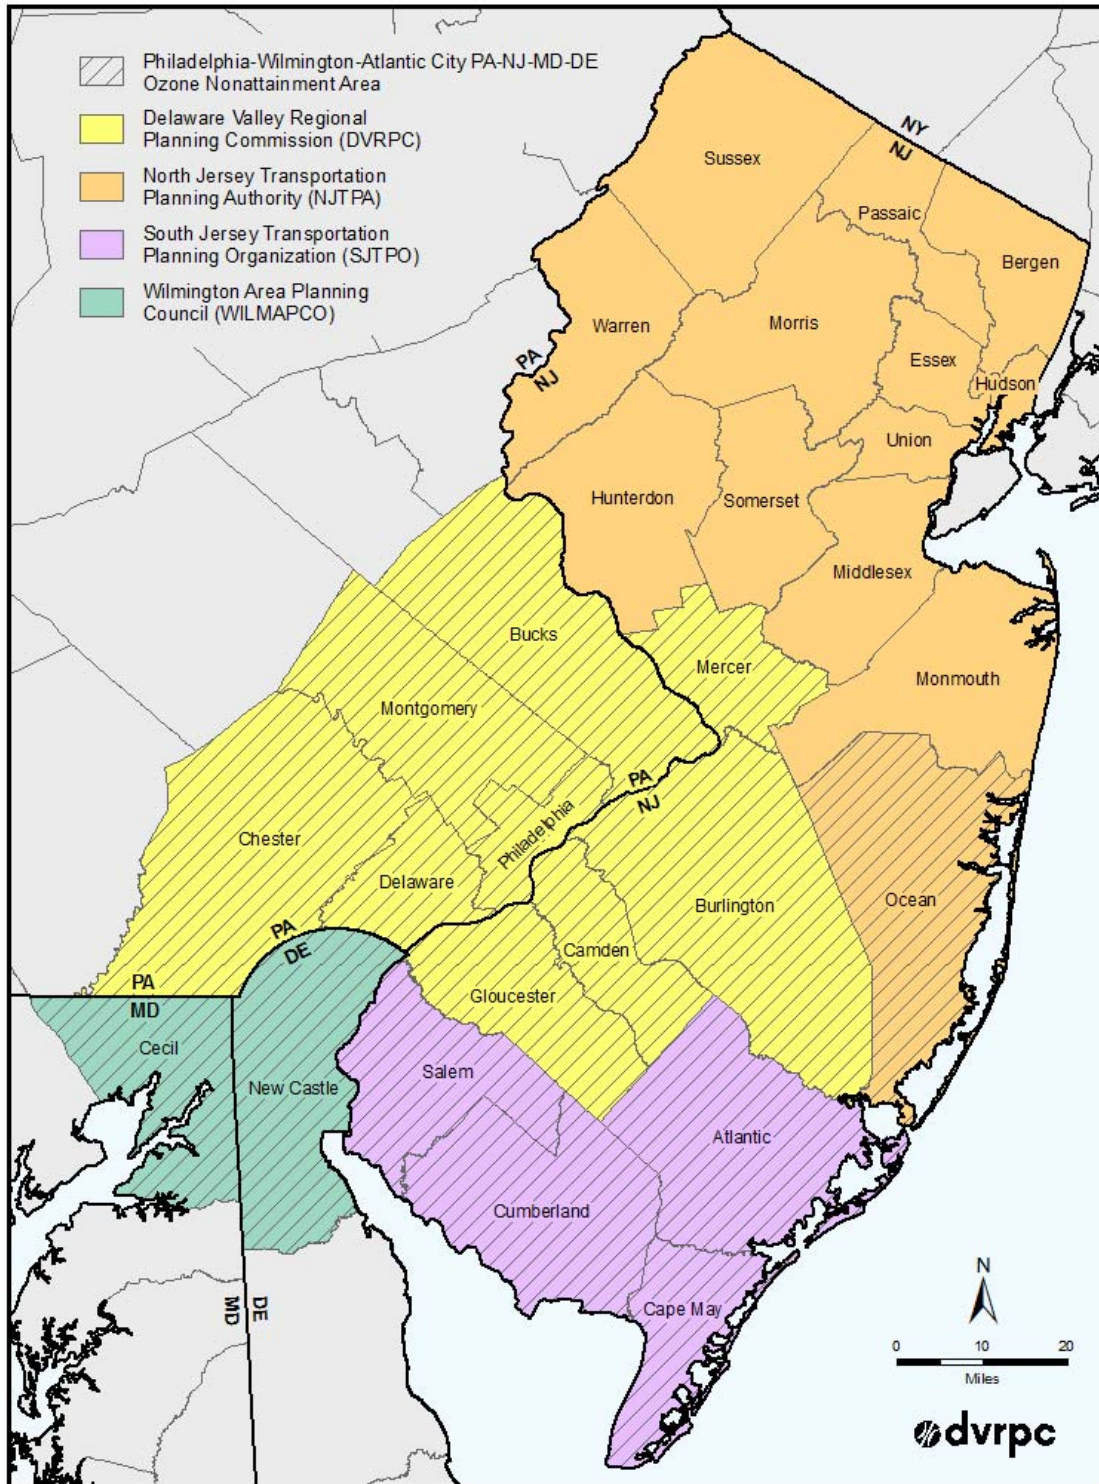 Philadelphia-Wilmington-Atlantic City PA-NJ-MD-DE
Ozone Nonattainment Area
Delaware Valley Regional
Planning Commission (DVRPC)
North Jersey Transportation
Planning Authority (NJTPA)
South Jersey Transportation
Planning Organization (SJTPO)
Wilmington Area Planning
Council (WILMAPCO)
NY
NJ
Sussex
Passaic
Bergen
Warren
Morris
PA
NJ
Essex
Hudson
Union
Hunterdon
Somerset
Middlesex
Bucks
Mercer
Monmouth
Montgomery
PA
NJ
Philadelphia
Chester
Delaware
Ocean
Burlington
PA
DE
Camden
PA
MD
Gloucester
Cecil
Salem
New Castle
Atlantic
Cumberland
MD
DE
Cape May
N
0 10 20
Miles
dvrpc